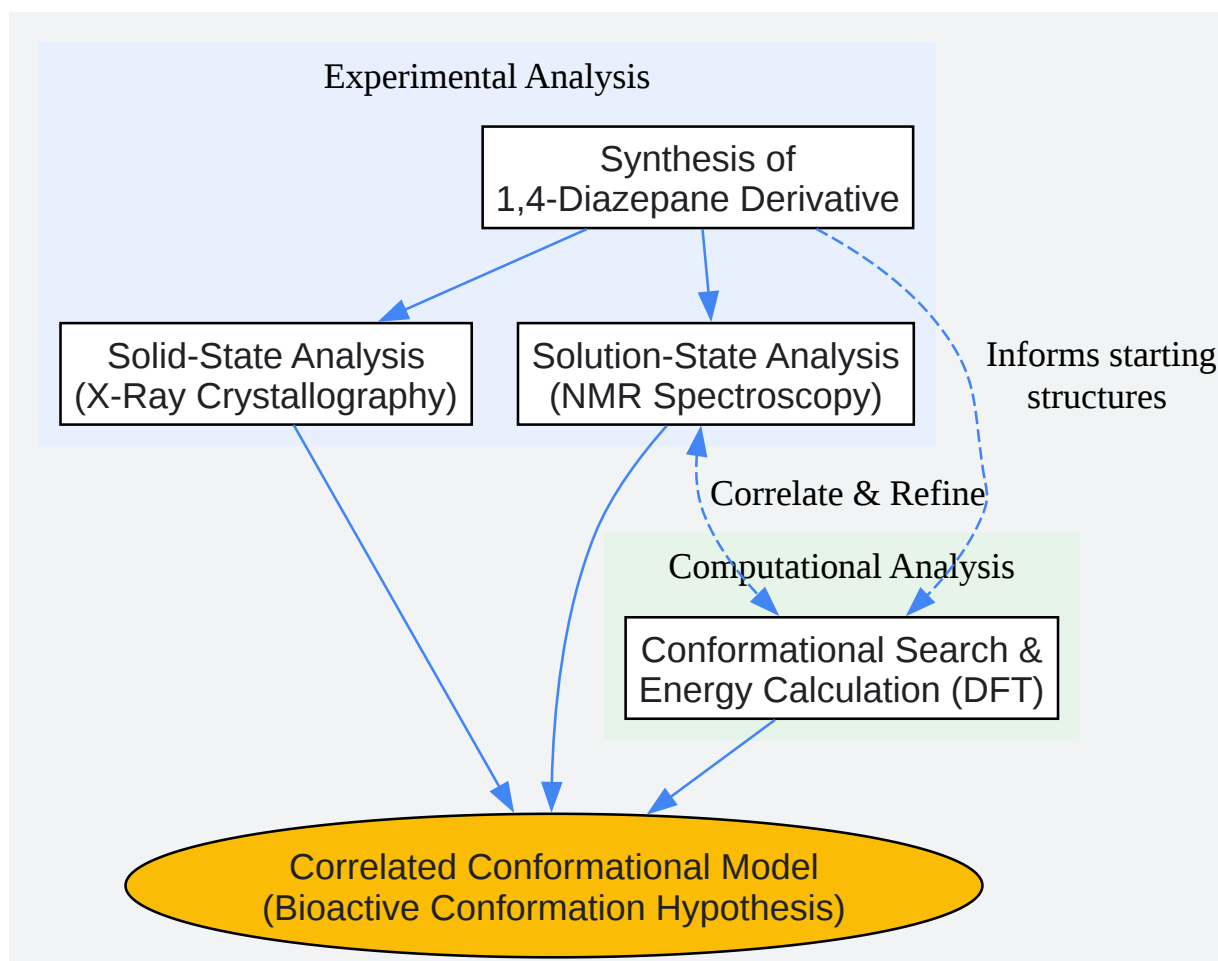 Experimental Analysis
Synthesis of
1,4-Diazepane Derivative
Solid-State Analysis
(X-Ray Crystallography)
Solution-State Analysis
(NMR Spectroscopy)
Informs starting
structures
Correlate & Refine
Computational Analysis
Conformational Search &
Energy Calculation (DFT)
Correlated Conformational Model
(Bioactive Conformation Hypothesis)